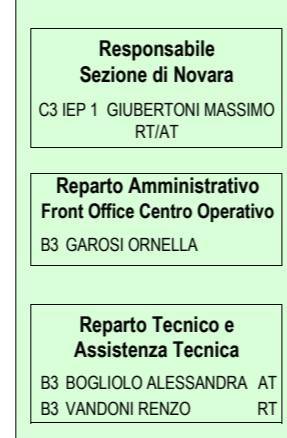 Responsabile
Sezione di Novara
C3 IEP 1 GIUBERTONI MASSIMO
RT/AT
Reparto Amministrativo
Front Office Centro Operativo
B3 GAROSI ORNELLA
Reparto Tecnico e
Assistenza Tecnica
B3 BOGLIOLO ALESSANDRA AT
B3 VANDONI RENZO RT